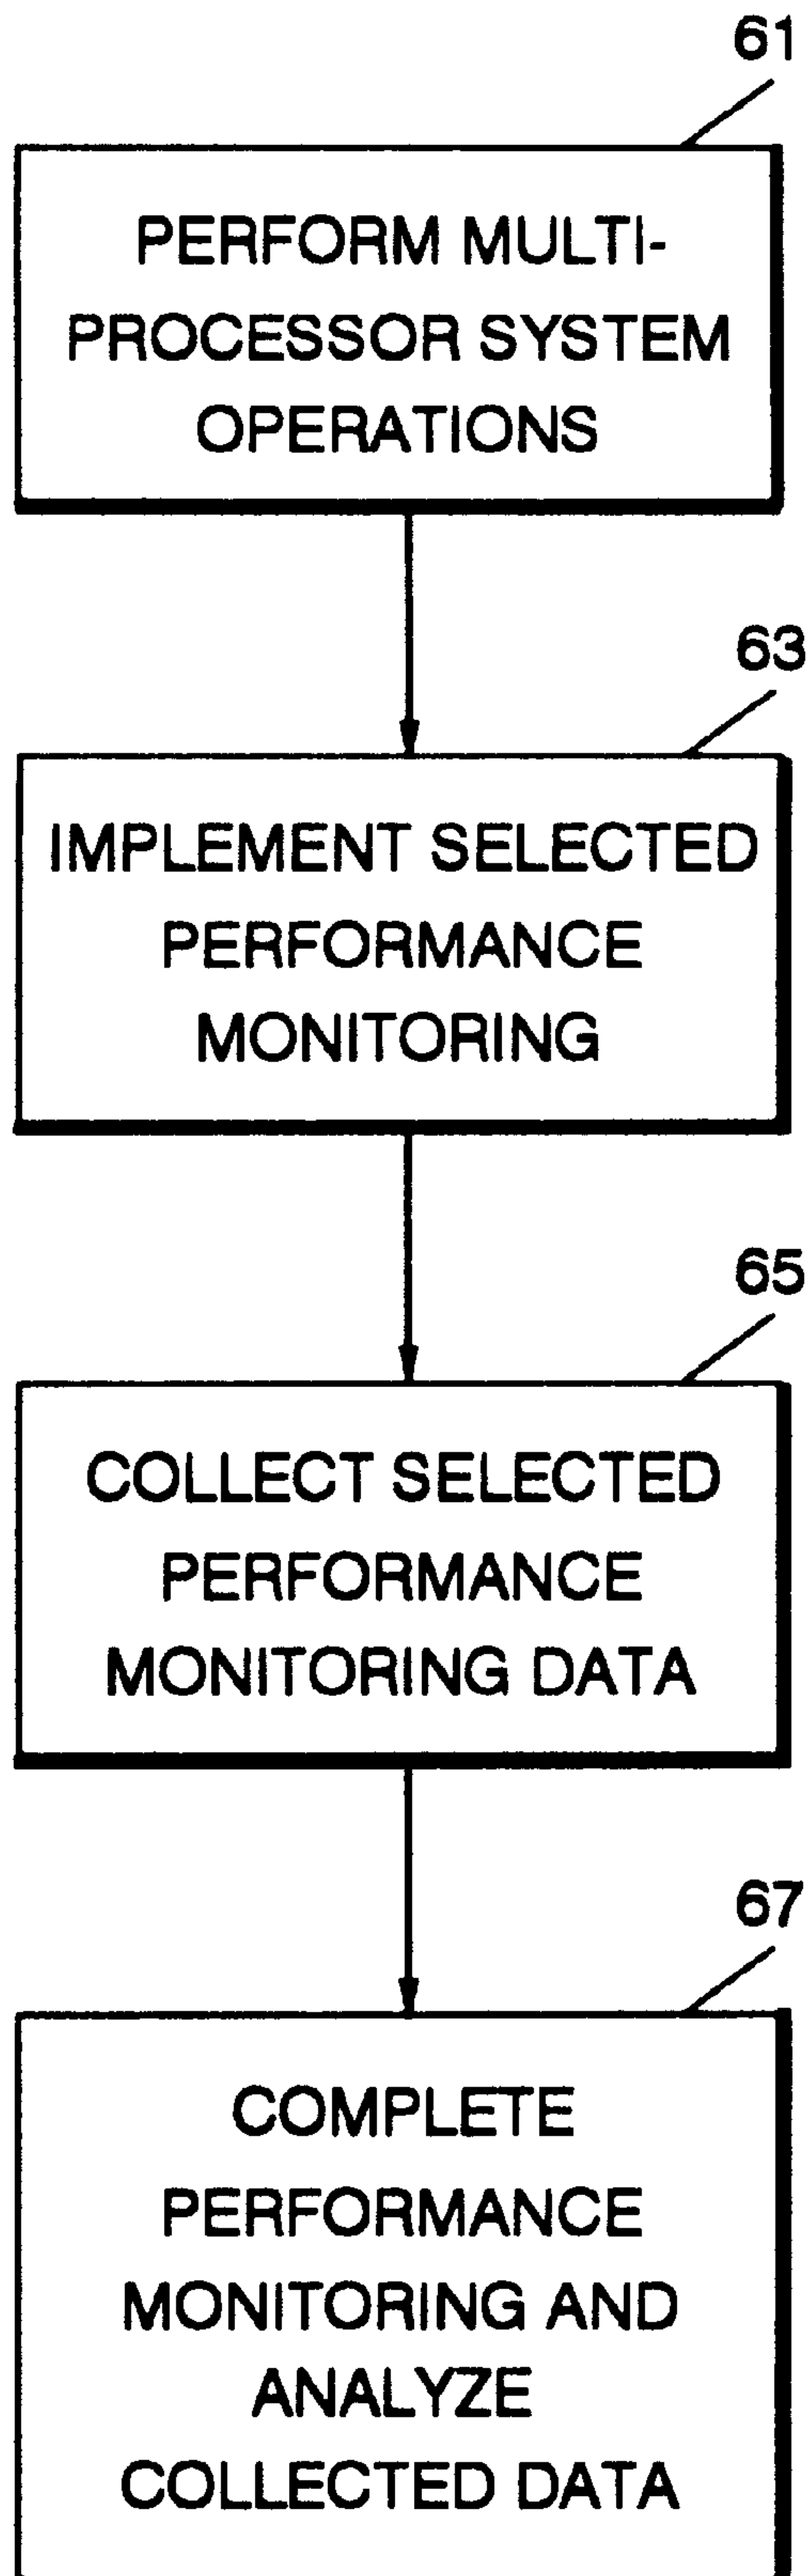 61
PERFORM MULTI-
PROCESSOR SYSTEM
OPERATIONS
63
IMPLEMENT SELECTED
PERFORMANCE
MONITORING
65
COLLECT SELECTED
PERFORMANCE
MONITORING DATA
67
COMPLETE
PERFORMANCE
MONITORING AND
ANALYZE
COLLECTED DATA